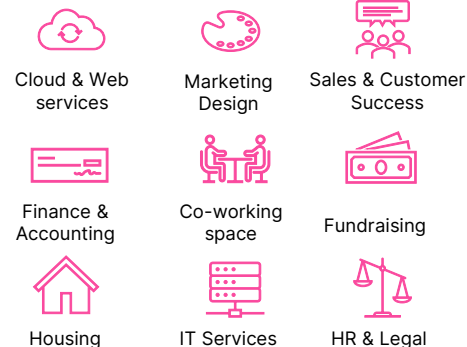 Cloud & Web
services
Marketing
Design
Sales & Customer
Success
Finance &
Accounting
Co-working
space
Fundraising
Housing
IT Services
HR & Legal